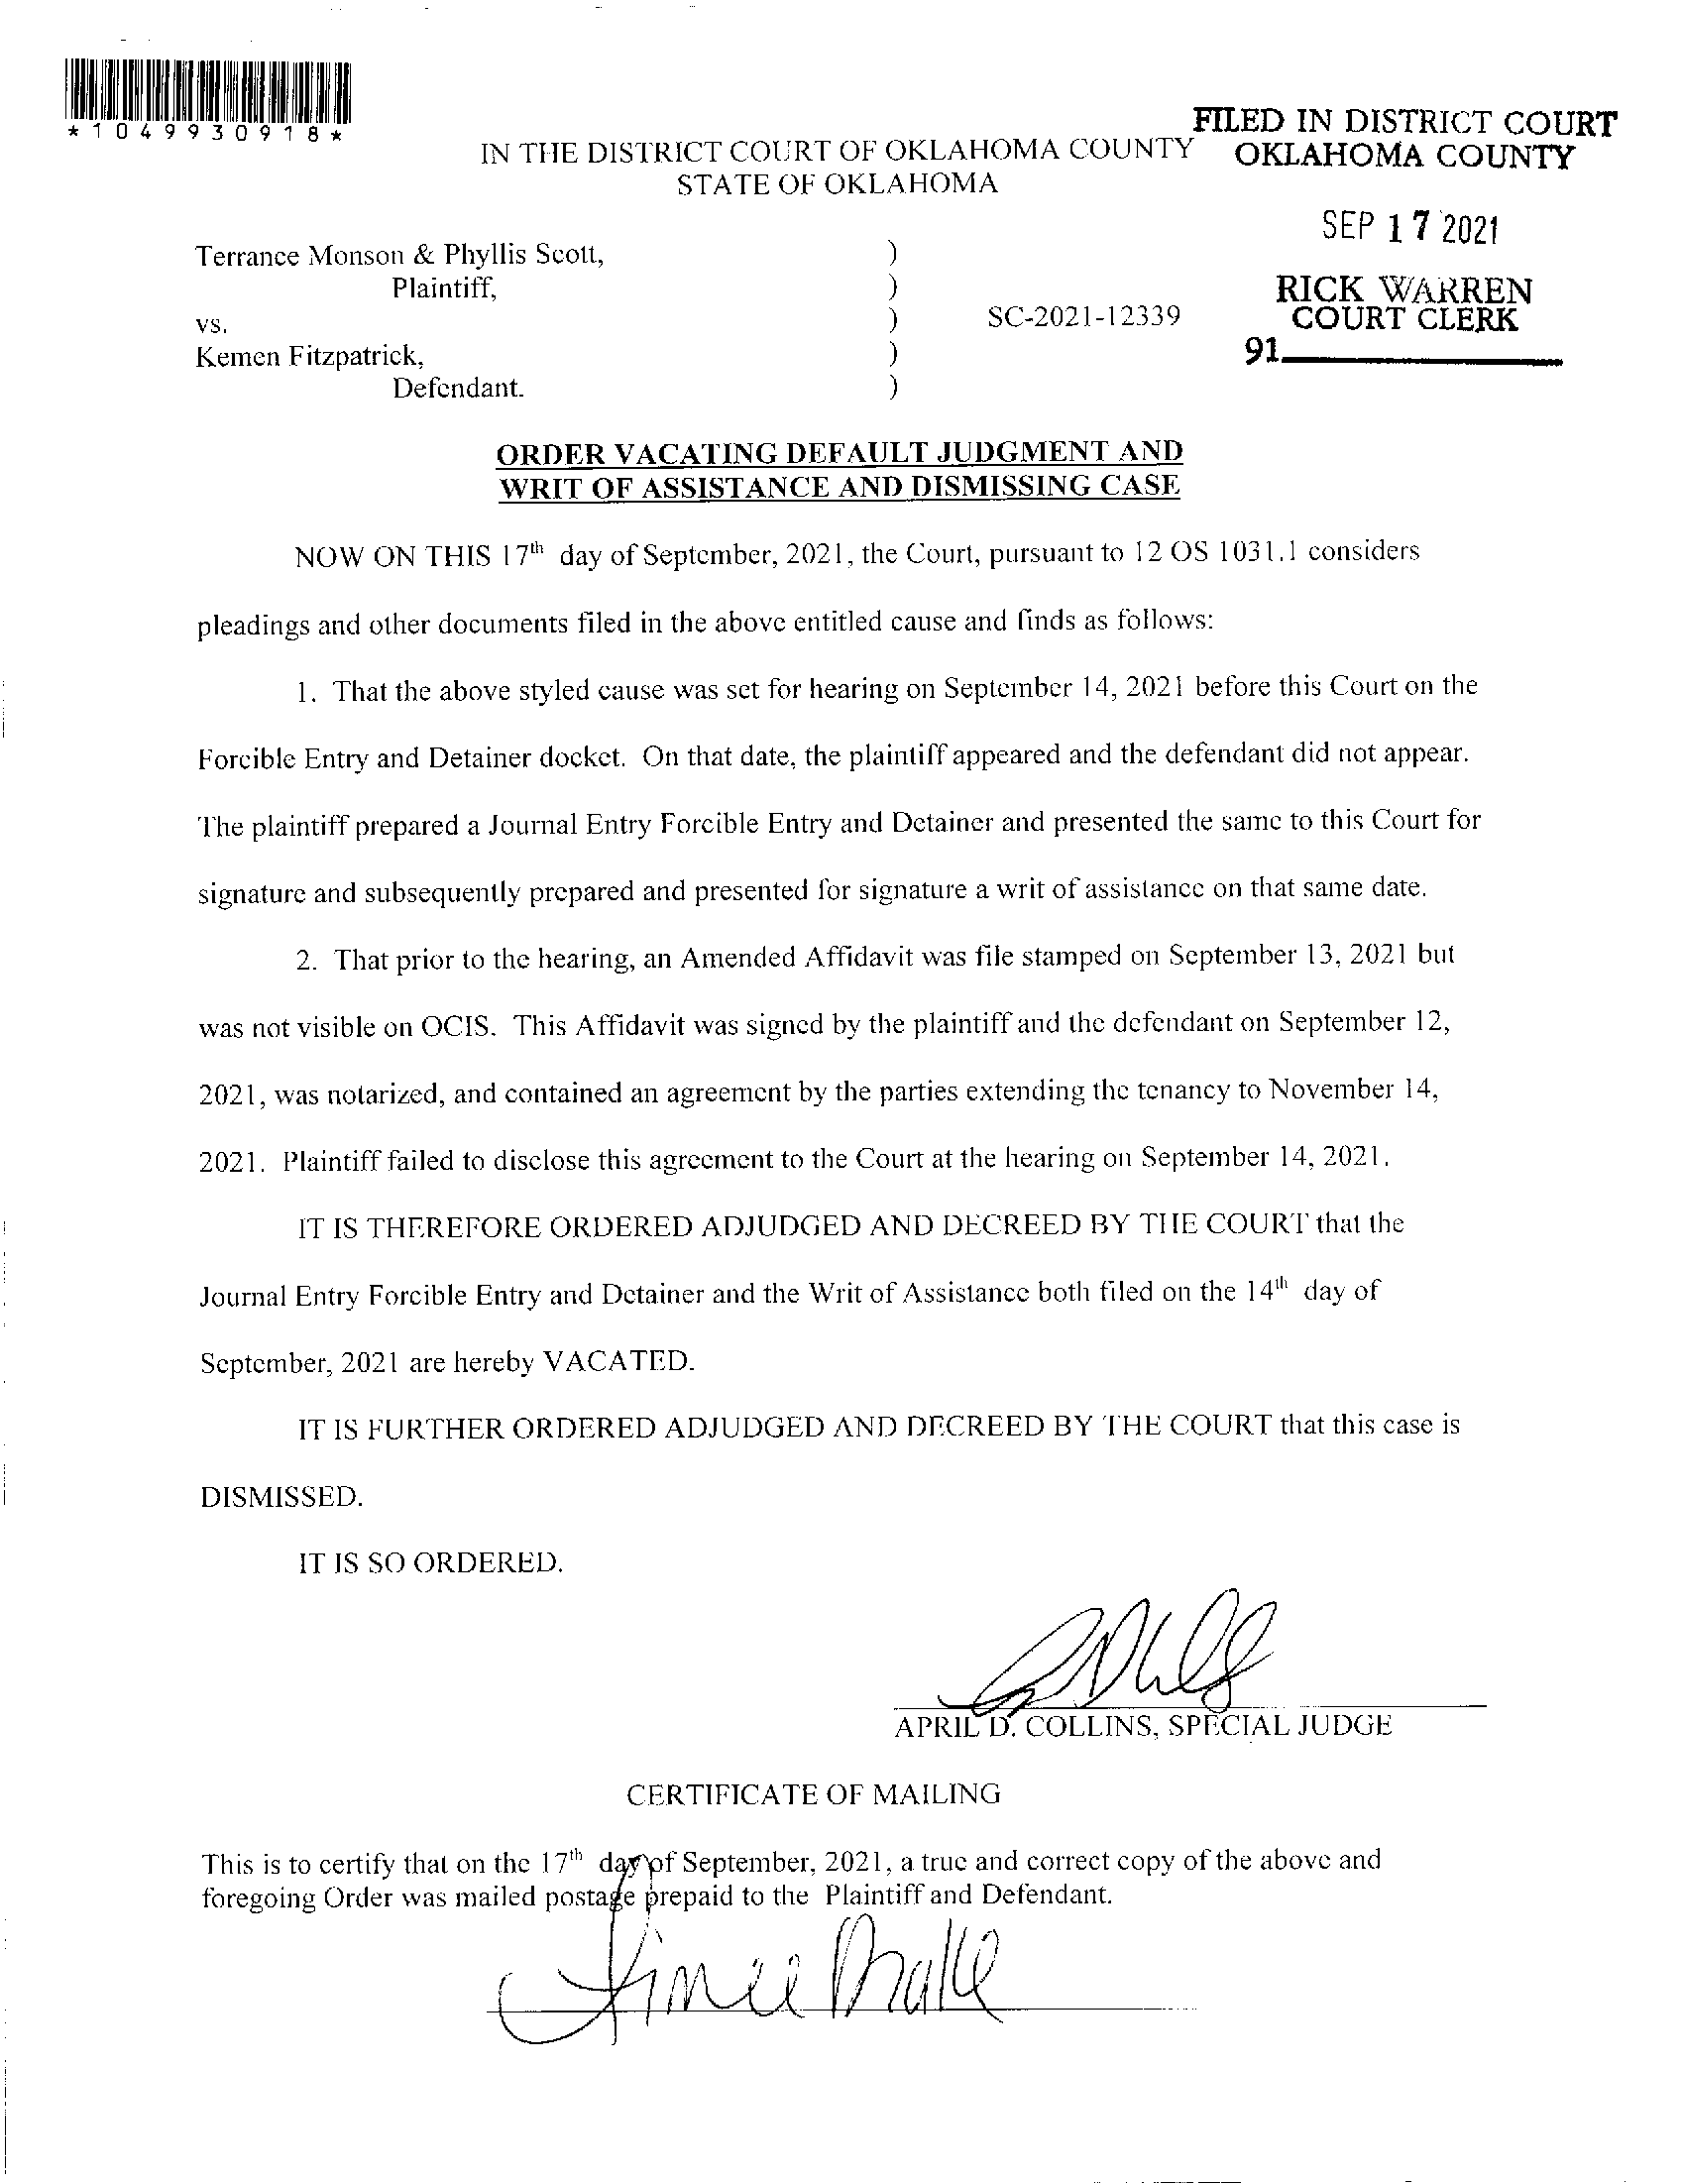 *1049930918*
FILED IN DISTRICT COURT
OKLAHOMA COUNTY
IN THE DISTRICT COURT OF OKLAHOMA COUNTY
STATE OF OKLAHOMA
SEP 17 2021
RICK WARREN
COURT CLERK
91
Terrance Monson & Phyllis Scott, )
Plaintiff, )
vs. ) SC-2021-12339
Kemen Fitzpatrick, )
Defendant. )
ORDER VACATING DEFAULT JUDGMENT AND
WRIT OF ASSISTANCE AND DISMISSING CASE
NOW ON THIS 17th day of September, 2021, the Court, pursuant to 12 OS 1031.1 considers
pleadings and other documents filed in the above entitled cause and finds as follows:
1. That the above styled cause was set for hearing on September 14, 2021 before this Court on the
Forcible Entry and Detainer docket. On that date, the plaintiff appeared and the defendant did not appear.
The plaintiff prepared a Journal Entry Forcible Entry and Detainer and presented the same to this Court for
signature and subsequently prepared and presented for signature a writ of assistance on that same date.
2. That prior to the hearing, an Amended Affidavit was file stamped on September 13, 2021 but
was not visible on OCIS. This Affidavit was signed by the plaintiff and the defendant on September 12,
2021, was notarized, and contained an agreement by the parties extending the tenancy to November 14,
2021. Plaintiff failed to disclose this agreement to the Court at the hearing on September 14, 2021.
IT IS THEREFORE ORDERED ADJUDGED AND DECREED BY THE COURT that the
Journal Entry Forcible Entry and Detainer and the Writ of Assistance both filed on the 14th day of
September, 2021 are hereby VACATED.
IT IS FURTHER ORDERED ADJUDGED AND DECREED BY THE COURT that this case is
DISMISSED.
IT IS SO ORDERED.
APRIL D. COLLINS, SPECIAL JUDGE
CERTIFICATE OF MAILING
This is to certify that on the 17th day of September, 2021, a true and correct copy of the above and
foregoing Order was mailed postage prepaid to the Plaintiff and Defendant.